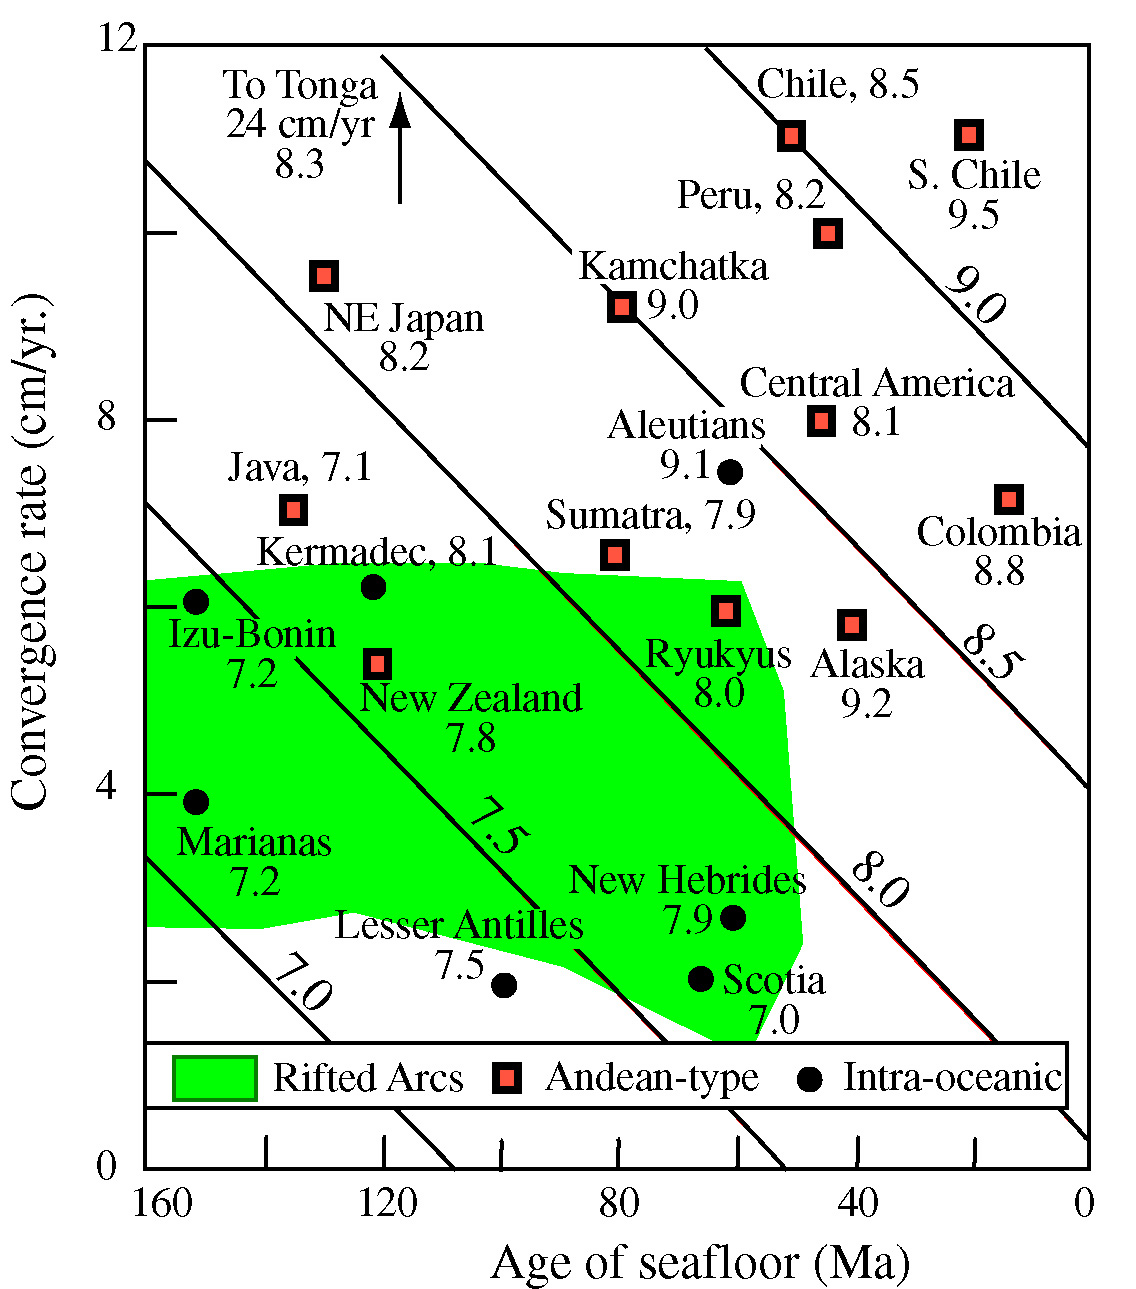 12
To Tonga
24 cm/yr
8.3
Chile, 8.5
S. Chile
9.5
Peru, 8.2
Kamchatka
9.0
9.0
NE Japan
8.2
Central America
8.1
8
Aleutians
9.1
Java, 7.1
Sumatra, 7.9
Colombia
8.8
Kermadec, 8.1
Izu-Bonin
7.2
Ryukyus
8.0
Alaska
9.2
8.5
New Zealand
7.8
4
Marianas
7.2
7.5
New Hebrides
7.9
8.0
Lesser Antilles
7.5
7.0
Scotia
7.0
Rifted Arcs
Andean-type
Intra-oceanic
0
160
120
80
40
0
Age of seafloor (Ma)
Convergence rate (cm/yr.)